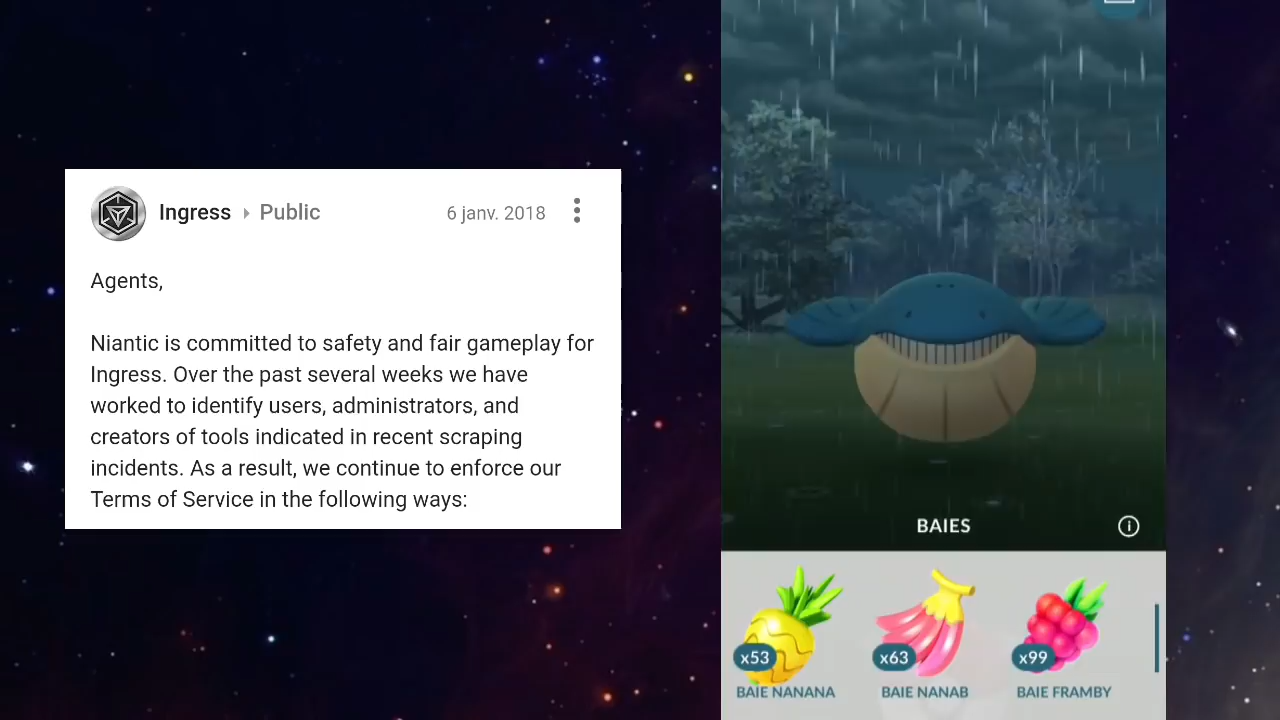 Ingress Public 6 janv. 2018
Agents,
Niantic is committed to safety and fair gameplay for
Ingress. Over the past several weeks we have
worked to identify users, administrators, and
creators of tools indicated in recent scraping
incidents. As a result, we continue to enforce our
Terms of Service in the following ways:
BAIES
x53 x63 x99
BAIE NANANA BAIE NANAB BAIE FRAMBY